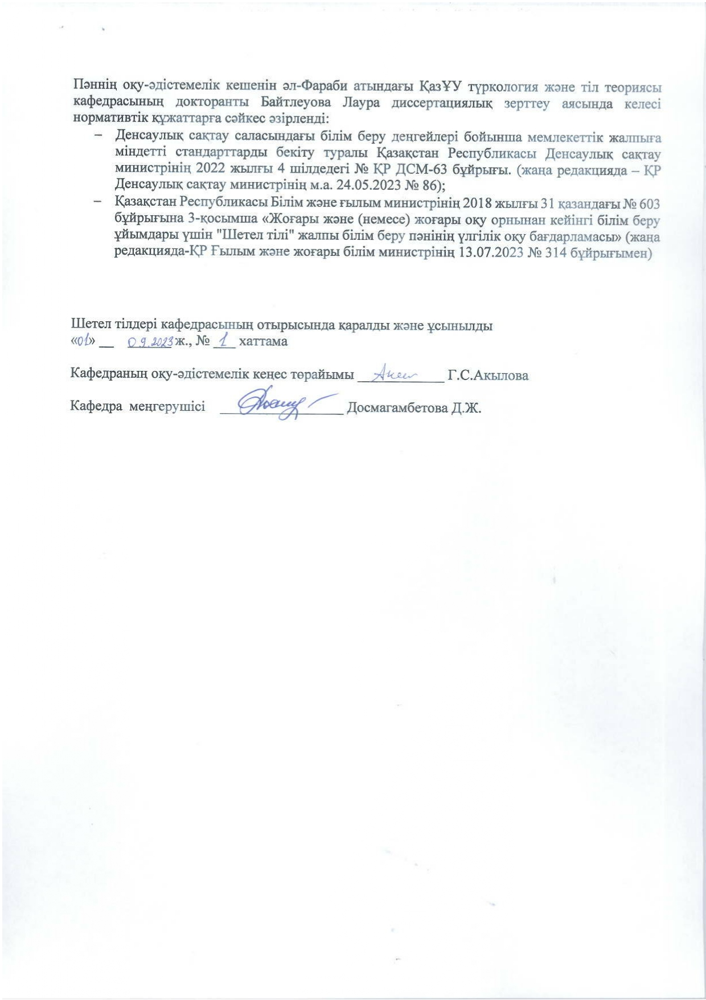 Пәннің оқу-әдістемелік кешенін әл-Фараби атындағы ҚазҰУ түркология және тіл теориясы
кафедрасының докторанты Байтлеуова Лаура диссертациялық зерттеу аясында келесі
нормативтік құжаттарға сәйкес әзірленді:
– Денсаулық сақтау саласындағы білім беру деңгейлері бойынша мемлекеттік жалпыға
міндетті стандарттарды бекіту туралы Қазақстан Республикасы Денсаулық сақтау
министрінің 2022 жылғы 4 шілдедегі № ҚР ДСМ-63 бұйрығы. (жаңа редакцияда – ҚР
Денсаулық сақтау министрінің м.а. 24.05.2023 № 86);
– Қазақстан Республикасы Білім және ғылым министрінің 2018 жылғы 31 қазандағы № 603
бұйрығына 3-қосымша «Жоғары және (немесе) жоғары оқу орнынан кейінгі білім беру
ұйымдары үшін "Шетел тілі" жалпы білім беру пәнінің үлгілік оқу бағдарламасы» (жаңа
редакцияда-ҚР Ғылым және жоғары білім министрінің 13.07.2023 № 314 бұйрығымен)
Шетел тілдері кафедрасының отырысында қаралды және ұсынылды
«01» __ 09.2023 ж., № 1 хаттама
Кафедраның оқу-әдістемелік кеңес төрайымы ____________ Г.С.Акылова
Кафедра меңгерушісі _________________ Досмагамбетова Д.Ж.